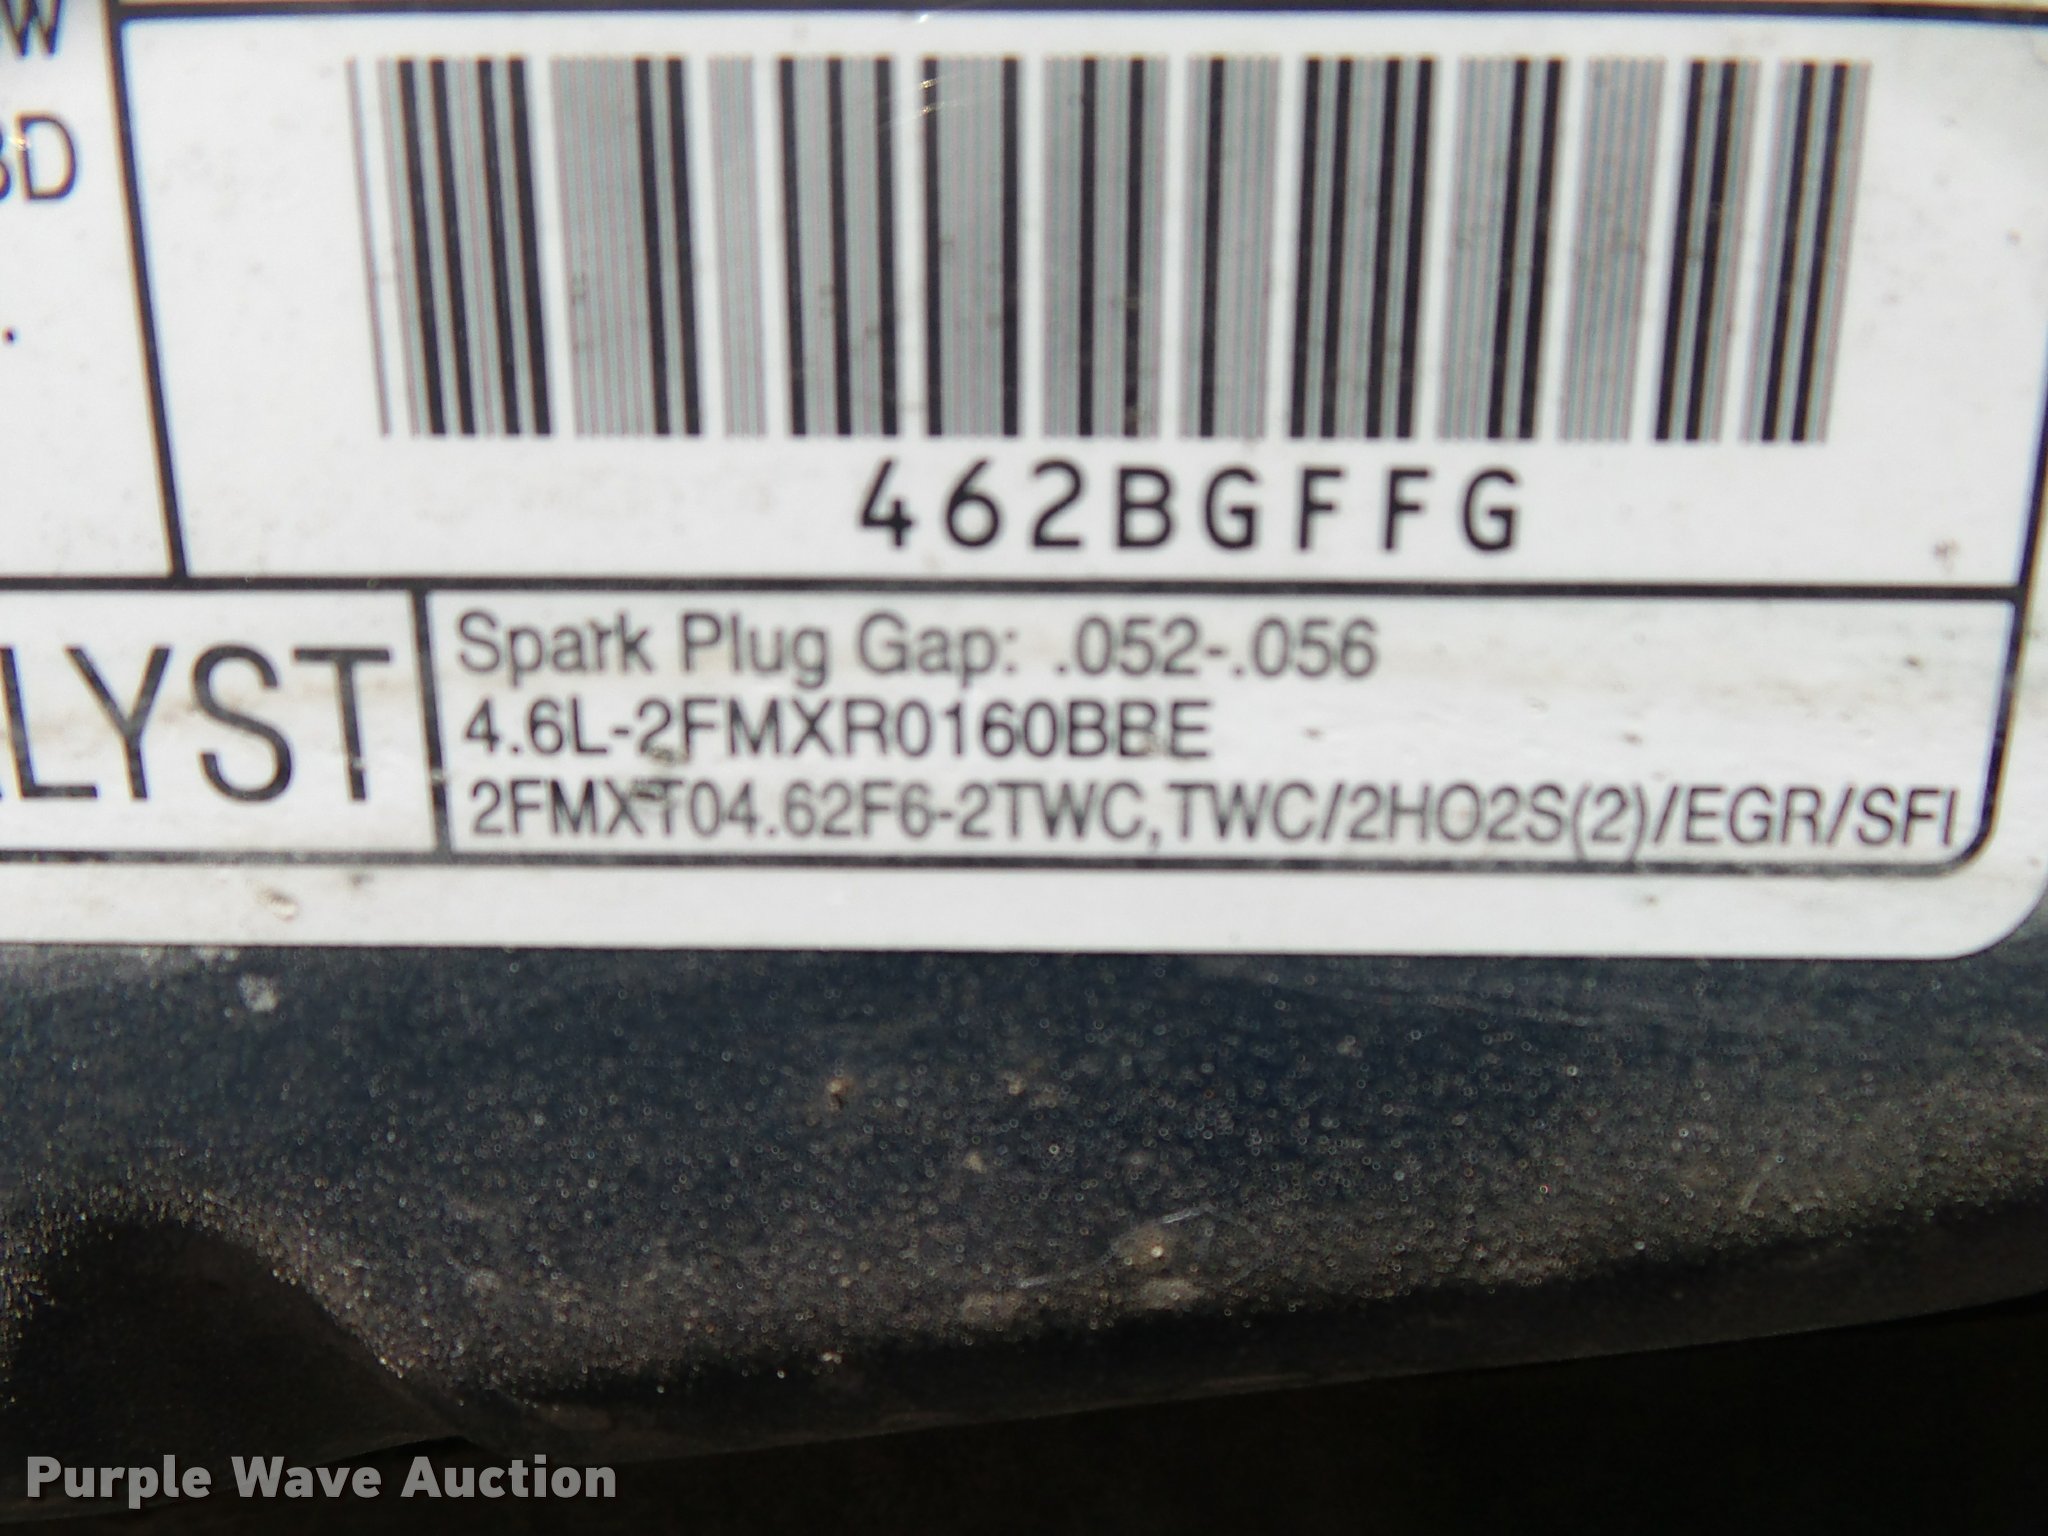 W
BD
.
462BGFFG
LYST
Spark Plug Gap: .052-.056
4.6L-2FMXR0160BBE
2FMXT04.62F6-2TWC,TWC/2HO2S(2)/EGR/SFI
Purple Wave Auction